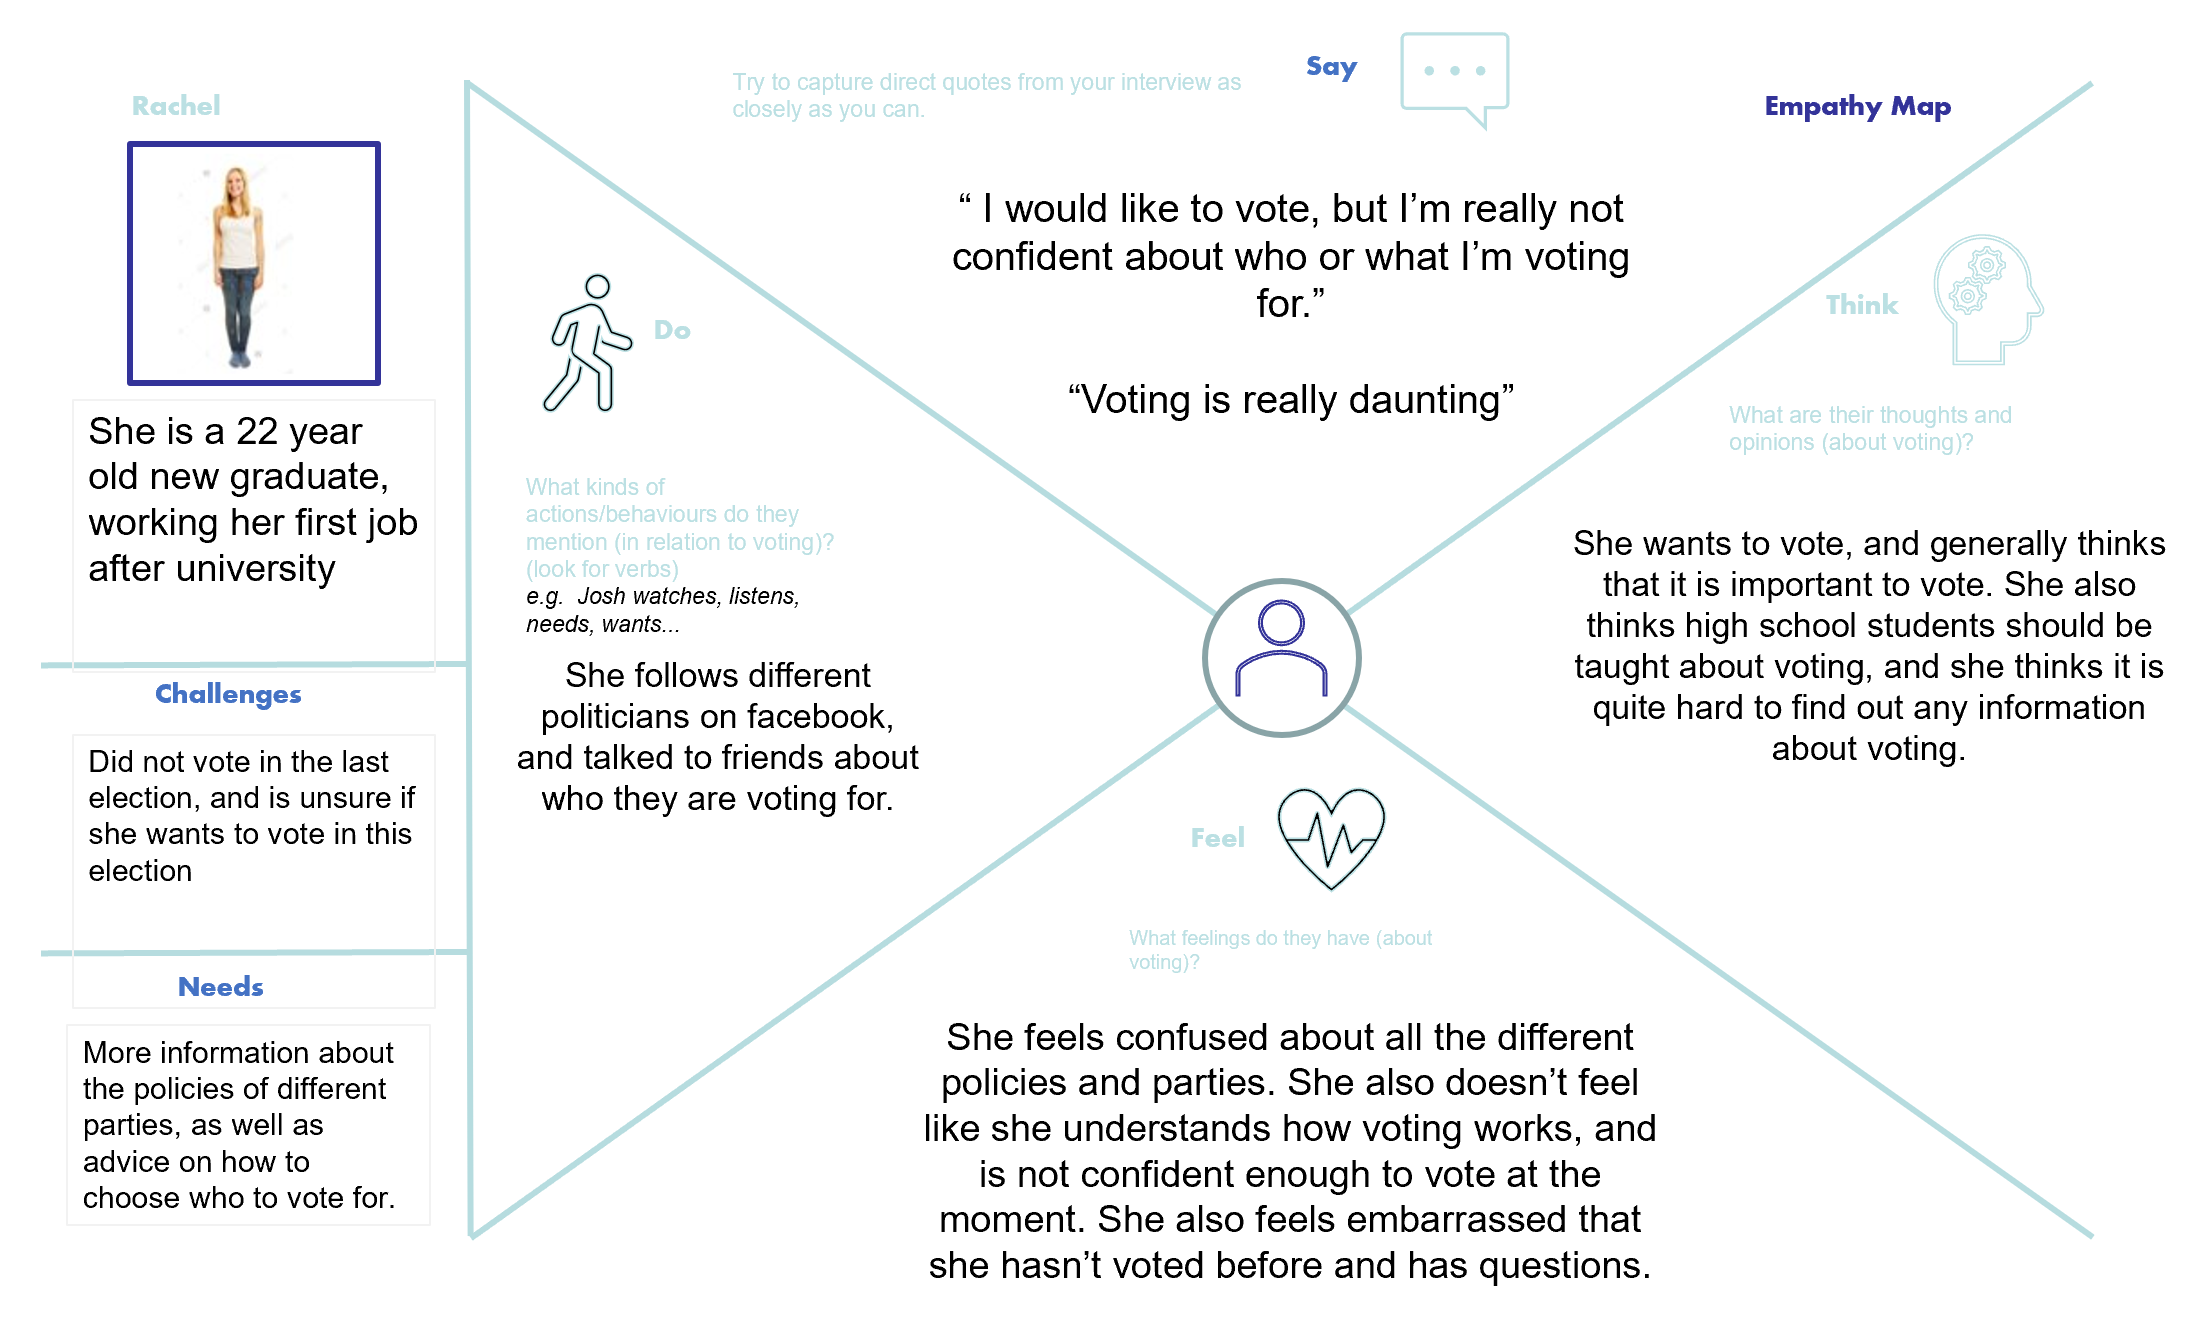 Rachel
She is a 22 year
old new graduate,
working her first job
after university
Challenges
Did not vote in the last
election, and is unsure if
she wants to vote in this
election
Needs
More information about
the policies of different
parties, as well as
advice on how to
choose who to vote for.
Do
What kinds of
actions/behaviours do they
mention (in relation to voting)?
(look for verbs)
e.g. Josh watches, listens,
needs, wants...
She follows different
politicians on facebook,
and talked to friends about
who they are voting for.
Try to capture direct quotes from your interview as
closely as you can.
Say
“ I would like to vote, but I’m really not
confident about who or what I’m voting
for.”
“Voting is really daunting”
Empathy Map
Think
What are their thoughts and
opinions (about voting)?
She wants to vote, and generally thinks
that it is important to vote. She also
thinks high school students should be
taught about voting, and she thinks it is
quite hard to find out any information
about voting.
Feel
What feelings do they have (about
voting)?
She feels confused about all the different
policies and parties. She also doesn’t feel
like she understands how voting works, and
is not confident enough to vote at the
moment. She also feels embarrassed that
she hasn’t voted before and has questions.